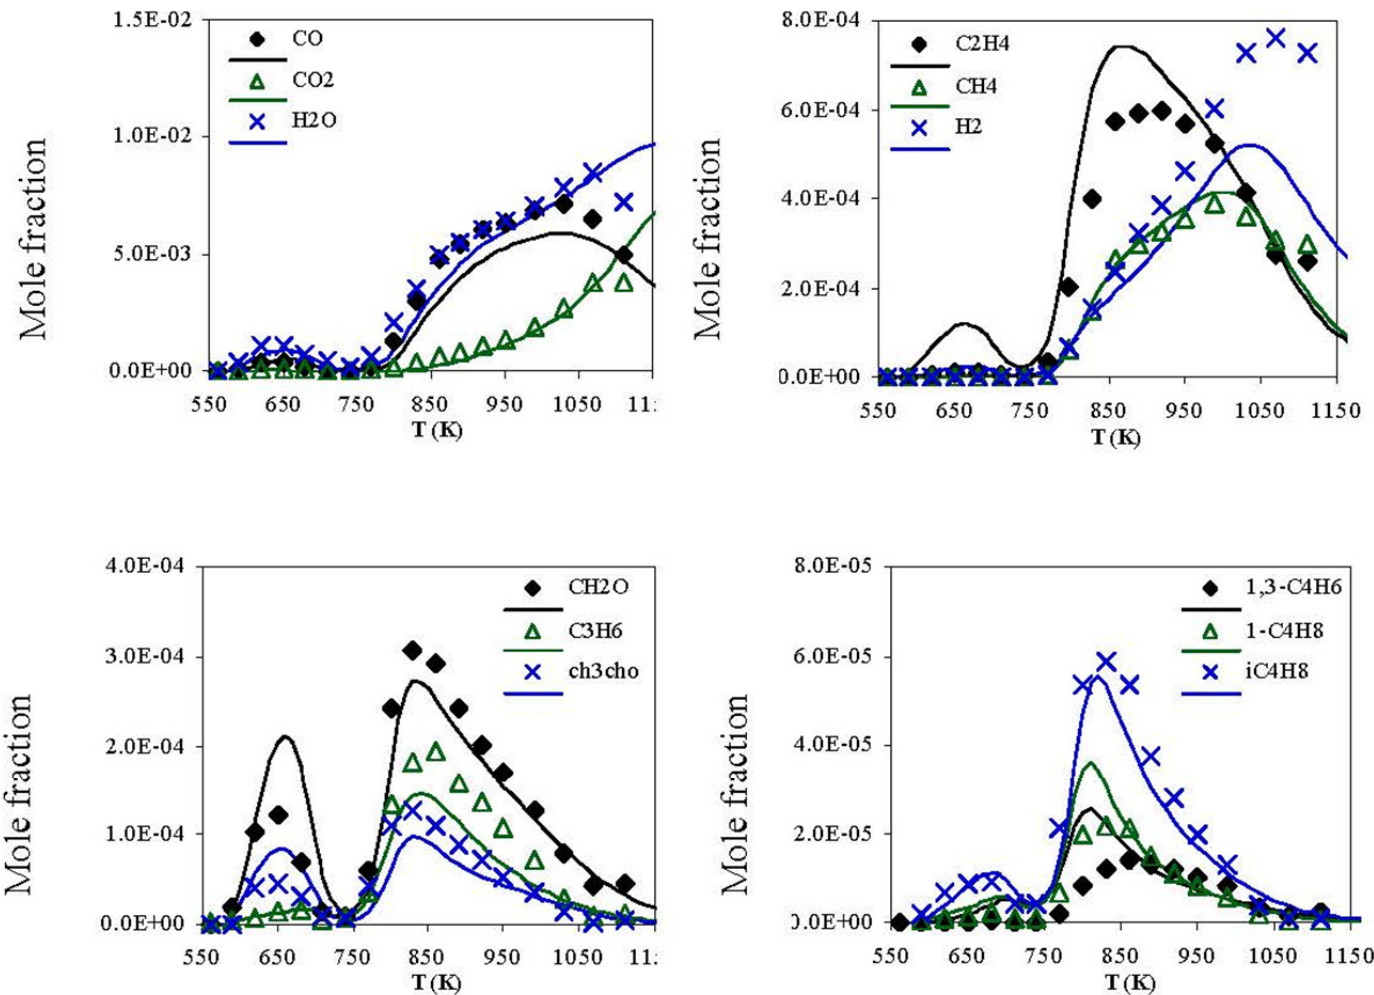 1.5E-02
1.0E-02
5.0E-03
0.0E+00
CO
CO2
H2O
550 650 750 850 950 1050 11:
T (K)
Mole fraction
8.0E-04
6.0E-04
4.0E-04
2.0E-04
0.0E+00
C2H4
CH4
H2
550 650 750 850 950 1050 1150
T (K)
Mole fraction
4.0E-04
3.0E-04
2.0E-04
1.0E-04
0.0E+00
CH2O
C3H6
ch3cho
550 650 750 850 950 1050 11:
T (K)
Mole fraction
8.0E-05
6.0E-05
4.0E-05
2.0E-05
0.0E+00
1,3-C4H6
1-C4H8
iC4H8
550 650 750 850 950 1050 1150
T (K)
Mole fraction